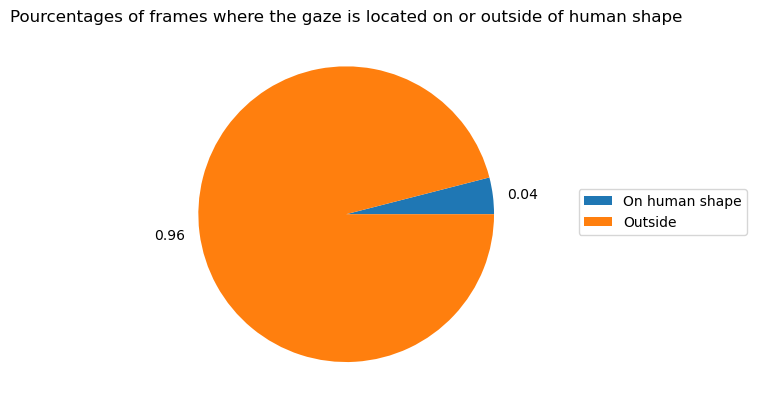 Pourcentages of frames where the gaze is located on or outside of human shape
0.04
On human shape
Outside
0.96